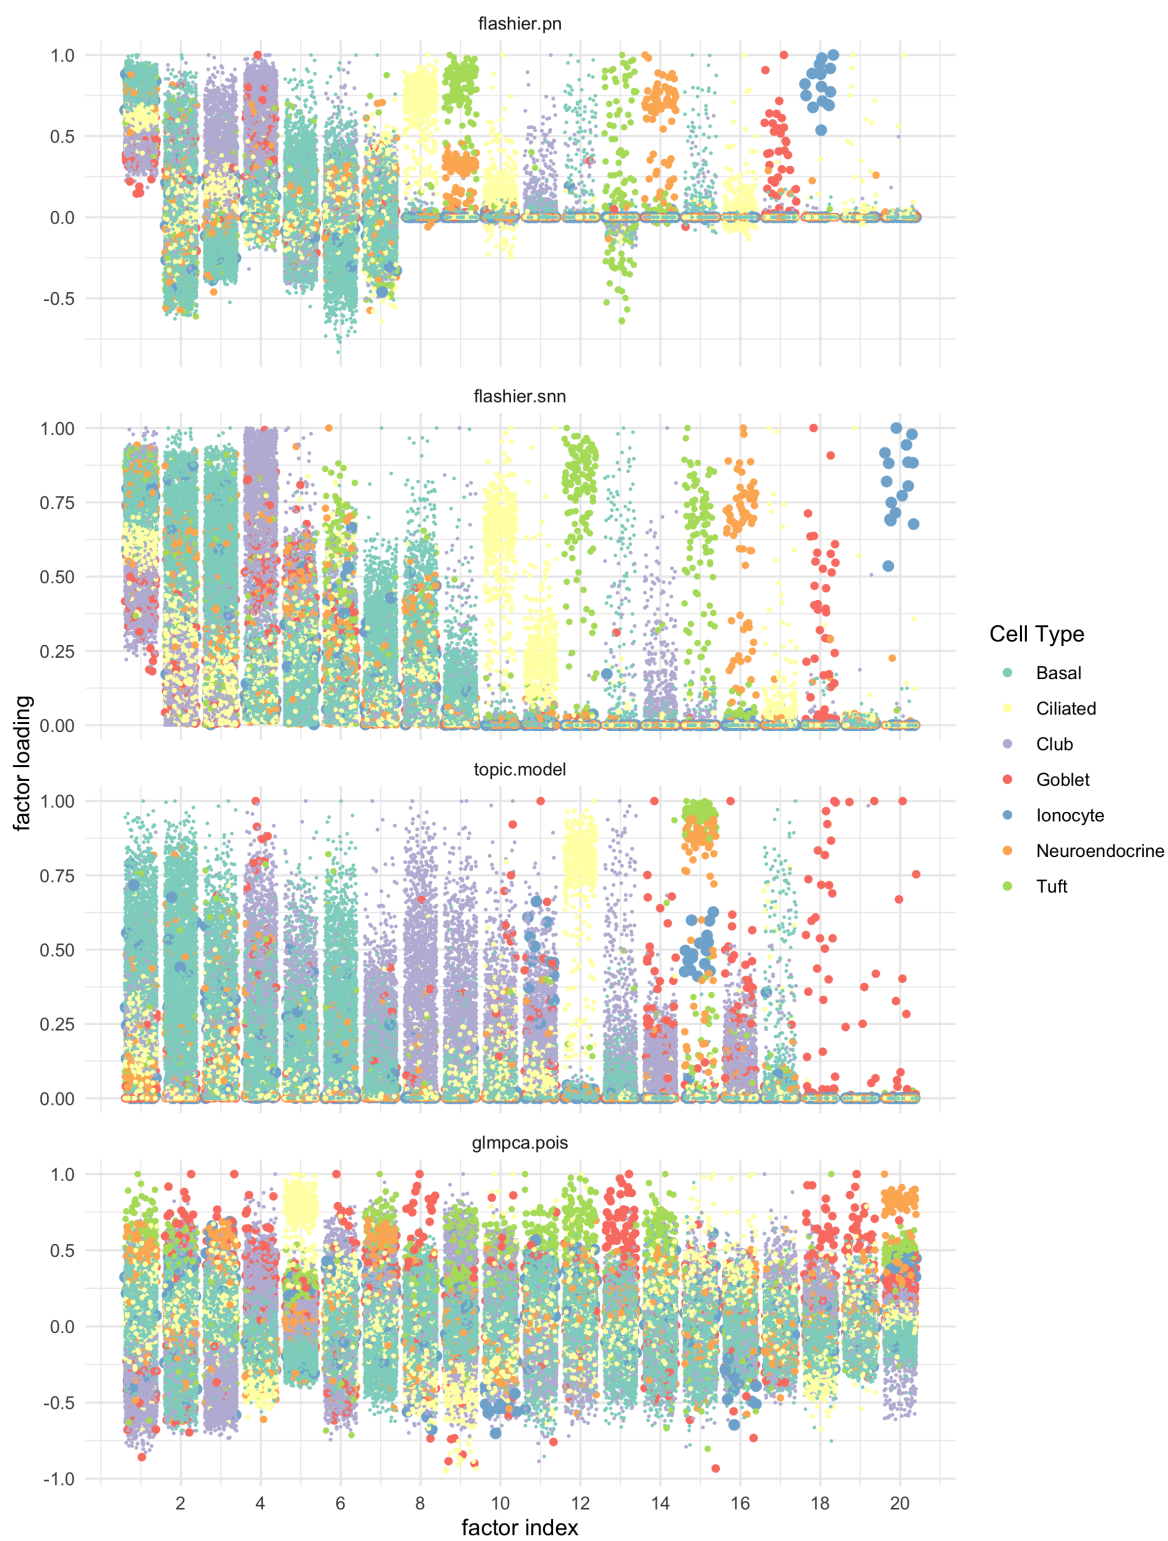 flashier.pn
1.0
0.5
0.0
-0.5
flashier.snn
1.00
0.75
0.50
0.25
0.00
topic.model
1.00
0.75
0.50
0.25
0.00
glmpca.pois
1.0
0.5
0.0
-0.5
-1.0
2 4 6 8 10 12 14 16 18 20
factor index
factor loading
Cell Type
Basal
Ciliated
Club
Goblet
Ionocyte
Neuroendocrine
Tuft